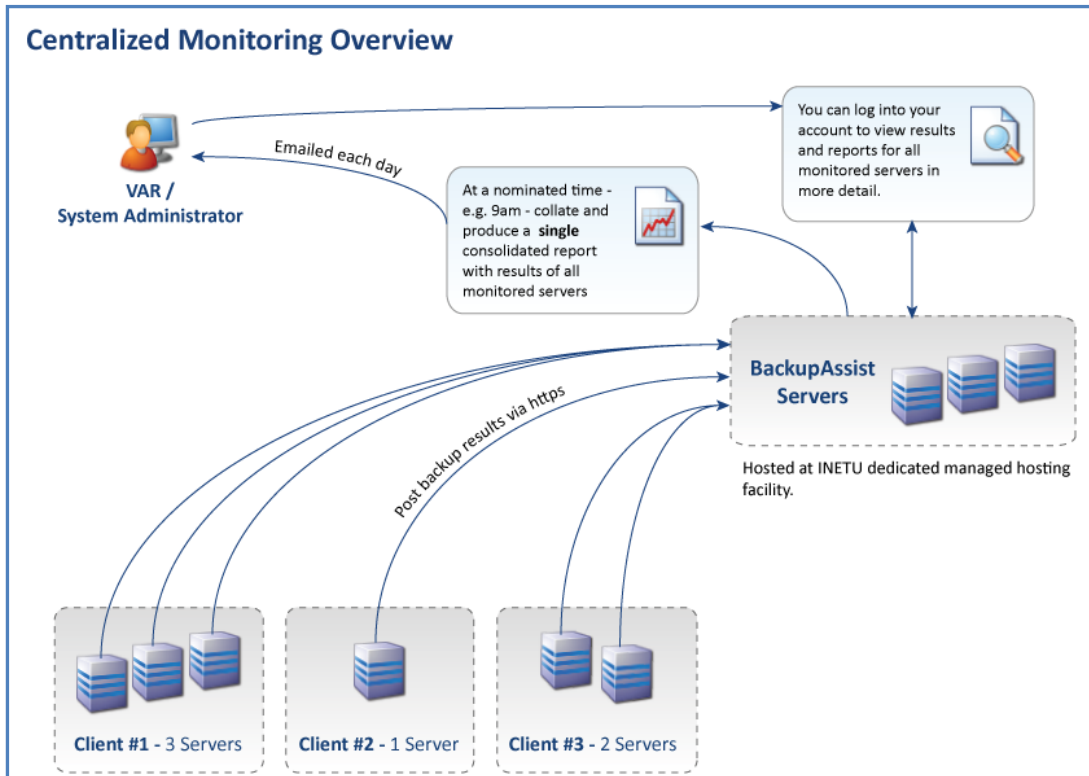 Centralized Monitoring Overview
You can log into your
account to view results
and reports for all
monitored servers in
more detail.
Emailed each day
VAR /
System Administrator
At a nominated time -
e.g. 9am - collate and
produce a single
consolidated report
with results of all
monitored servers
BackupAssist
Servers
Post backup results via https
Hosted at INETU dedicated managed hosting
facility.
Client #1 - 3 Servers
Client #2 - 1 Server
Client #3 - 2 Servers